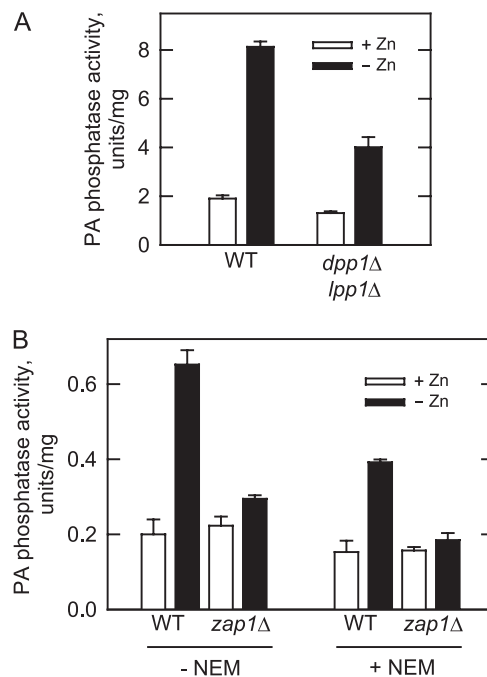 A
PA phosphatase activity,
units/mg
8
6
4
2
0
+ Zn
− Zn
WT
dpp1Δ
lpp1Δ
B
PA phosphatase activity,
units/mg
0.6
0.4
0.2
0.0
+ Zn
− Zn
WT zap1Δ WT zap1Δ
- NEM + NEM